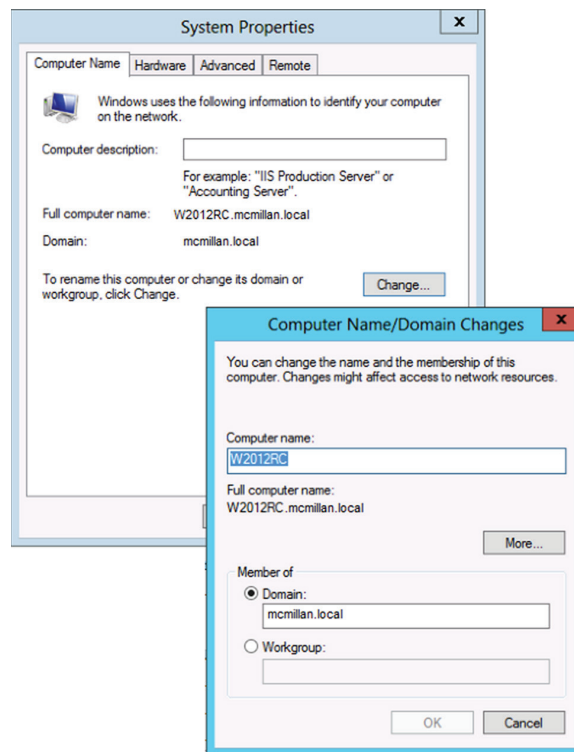 System Properties
x
Computer Name Hardware Advanced Remote
Windows uses the following information to identify your computer
on the network.
Computer description:
For example: "IIS Production Server" or
"Accounting Server".
Full computer name: W2012RC.mcmillan.local
Domain: mcmillan.local
To rename this computer or change its domain or
workgroup, click Change.
Change...
Computer Name/Domain Changes
x
You can change the name and the membership of this
computer. Changes might affect access to network resources.
Computer name:
W2012RC
Full computer name:
W2012RC.mcmillan.local
More...
Member of
Domain:
mcmillan.local
Workgroup:
OK Cancel